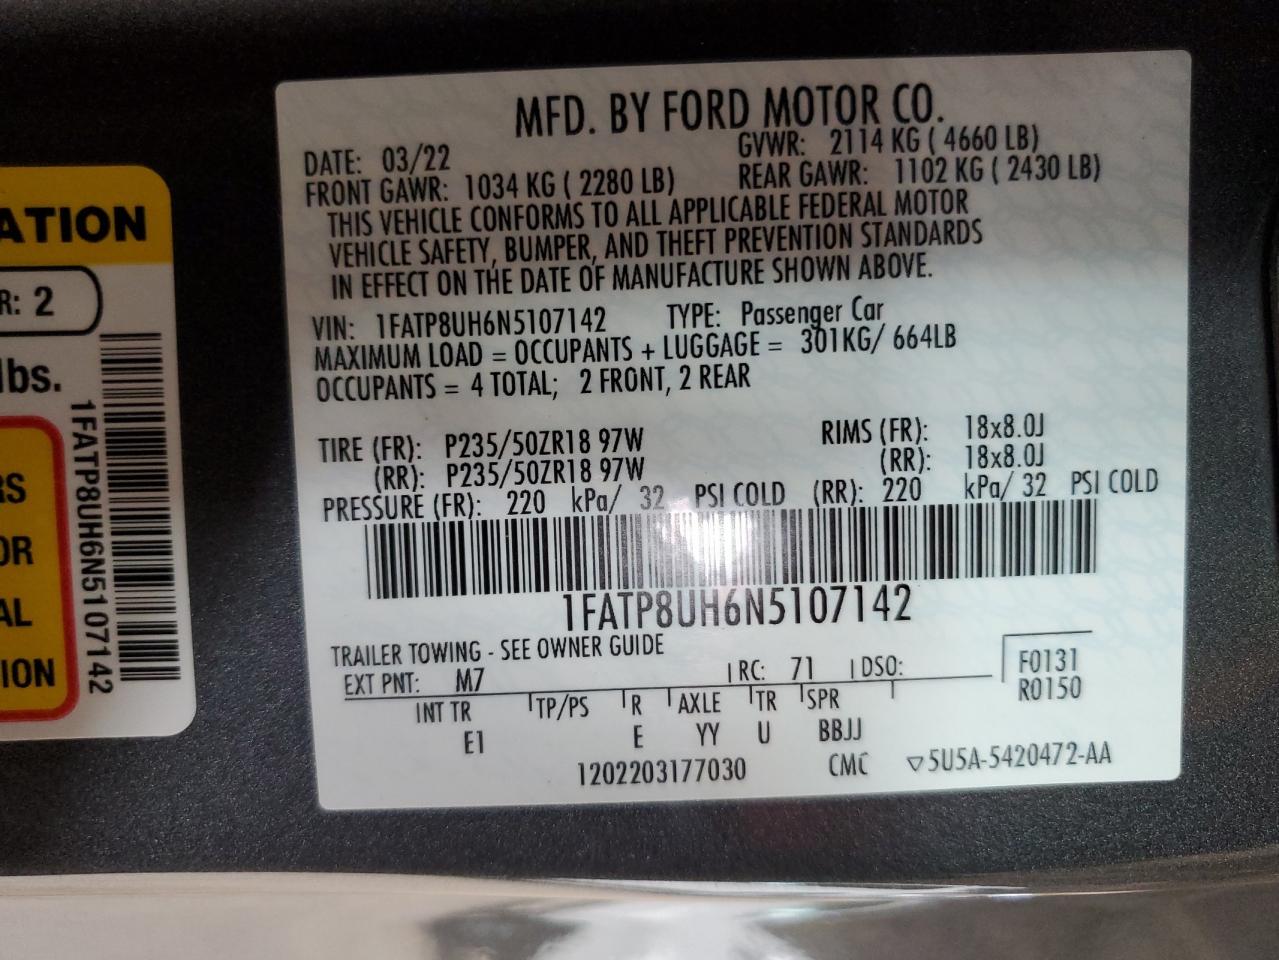 MFD. BY FORD MOTOR CO.
DATE: 03/22 GVWR: 2114 KG ( 4660 LB)
FRONT GAWR: 1034 KG ( 2280 LB) REAR GAWR: 1102 KG ( 2430 LB)
THIS VEHICLE CONFORMS TO ALL APPLICABLE FEDERAL MOTOR
VEHICLE SAFETY, BUMPER, AND THEFT PREVENTION STANDARDS
IN EFFECT ON THE DATE OF MANUFACTURE SHOWN ABOVE.
VIN: 1FATP8UH6N5107142 TYPE: Passenger Car
MAXIMUM LOAD = OCCUPANTS + LUGGAGE = 301KG/ 664LB
OCCUPANTS = 4 TOTAL; 2 FRONT, 2 REAR
TIRE (FR): P235/50ZR18 97W RIMS (FR): 18x8.0J
(RR): P235/50ZR18 97W (RR): 18x8.0J
PRESSURE (FR): 220 kPa/ 32 PSI COLD (RR): 220 kPa/ 32 PSI COLD
1FATP8UH6N5107142
TRAILER TOWING - SEE OWNER GUIDE
EXT PNT: M7 RC: 71 DSO: F0131
R0150
INT TR TP/PS R AXLE TR SPR
E1 E YY U BBJJ
1202203177030 CMC ▽5U5A-5420472-AA
ATION
R: 2
lbs.
RS
OR
AL
ION
1FATP8UH6N5107142